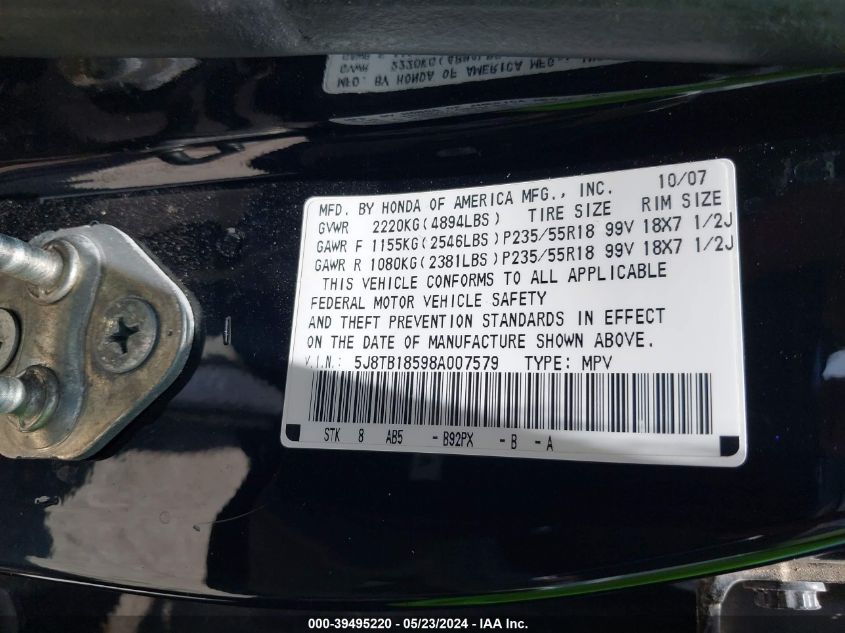 MFD. BY HONDA OF AMERICA MFG., INC. 10/07
GVWR 2220KG(4894LBS) TIRE SIZE RIM SIZE
GAWR F 1155KG(2546LBS)P235/55R18 99V 18X7 1/2J
GAWR R 1080KG(2381LBS)P235/55R18 99V 18X7 1/2J
THIS VEHICLE CONFORMS TO ALL APPLICABLE
FEDERAL MOTOR VEHICLE SAFETY
AND THEFT PREVENTION STANDARDS IN EFFECT
ON THE DATE OF MANUFACTURE SHOWN ABOVE.
V.I.N.: 5J8TB18598A007579 TYPE: MPV
STK 8 AB5 -B92PX -B -A
000-39495220 - 05/23/2024 - IAA Inc.